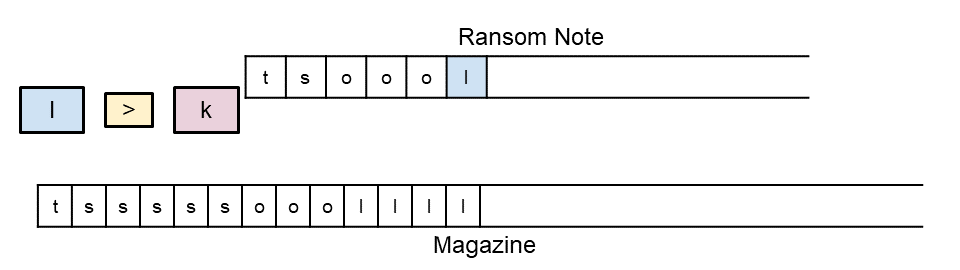 Ransom Note
t s o o o l
l > k
t s s s s s o o o l l l l
Magazine